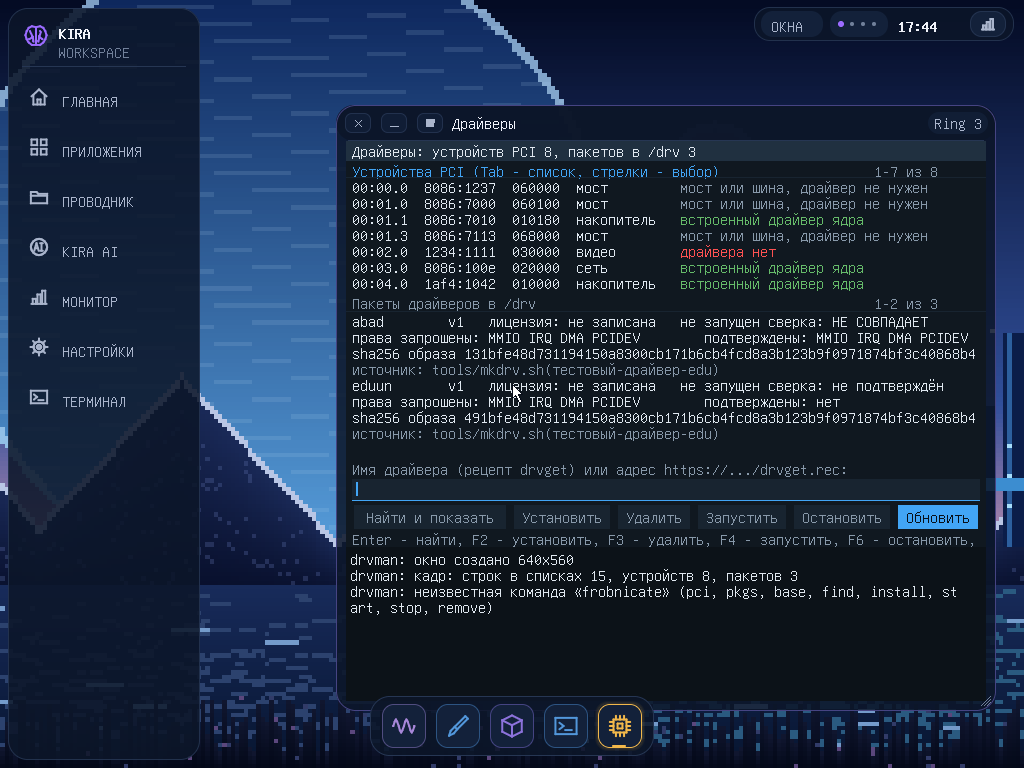 KIRA
WORKSPACE
ГЛАВНАЯ
ПРИЛОЖЕНИЯ
ПРОВОДНИК
KIRA AI
МОНИТОР
НАСТРОЙКИ
ТЕРМИНАЛ
ОКНА
17:44
Драйверы
Ring 3
Драйверы: устройств PCI 8, пакетов в /drv 3
Устройства PCI (Tab - список, стрелки - выбор) 1-7 из 8
00:00.0 8086:1237 060000 мост мост или шина, драйвер не нужен
00:01.0 8086:7000 060100 мост мост или шина, драйвер не нужен
00:01.1 8086:7010 010180 накопитель встроенный драйвер ядра
00:01.3 8086:7113 068000 мост мост или шина, драйвер не нужен
00:02.0 1234:1111 030000 видео драйвера нет
00:03.0 8086:100e 020000 сеть встроенный драйвер ядра
00:04.0 1af4:1042 010000 накопитель встроенный драйвер ядра
Пакеты драйверов в /drv 1-2 из 3
abad v1 лицензия: не записана не запущен сверка: НЕ СОВПАДАЕТ
права запрошены: MMIO IRQ DMA PCIDEV подтверждены: MMIO IRQ DMA PCIDEV
sha256 образа 131bfe48d731194150a8300cb171b6cb4fcd8a3b123b9f0971874bf3c40868b4
источник: tools/mkdrv.sh(тестовый-драйвер-edu)
eduun v1 лицензия: не записана не запущен сверка: не подтверждён
права запрошены: MMIO IRQ DMA PCIDEV подтверждены: нет
sha256 образа 491bfe48d731194150a8300cb171b6cb4fcd8a3b123b9f0971874bf3c40868b4
источник: tools/mkdrv.sh(тестовый-драйвер-edu)
Имя драйвера (рецепт drvget) или адрес https://.../drvget.rec:
Найти и показать Установить Удалить Запустить Остановить Обновить
Enter - найти, F2 - установить, F3 - удалить, F4 - запустить, F6 - остановить,
drvman: окно создано 640x560
drvman: кадр: строк в списках 15, устройств 8, пакетов 3
drvman: неизвестная команда «frobnicate» (pci, pkgs, base, find, install, st
art, stop, remove)